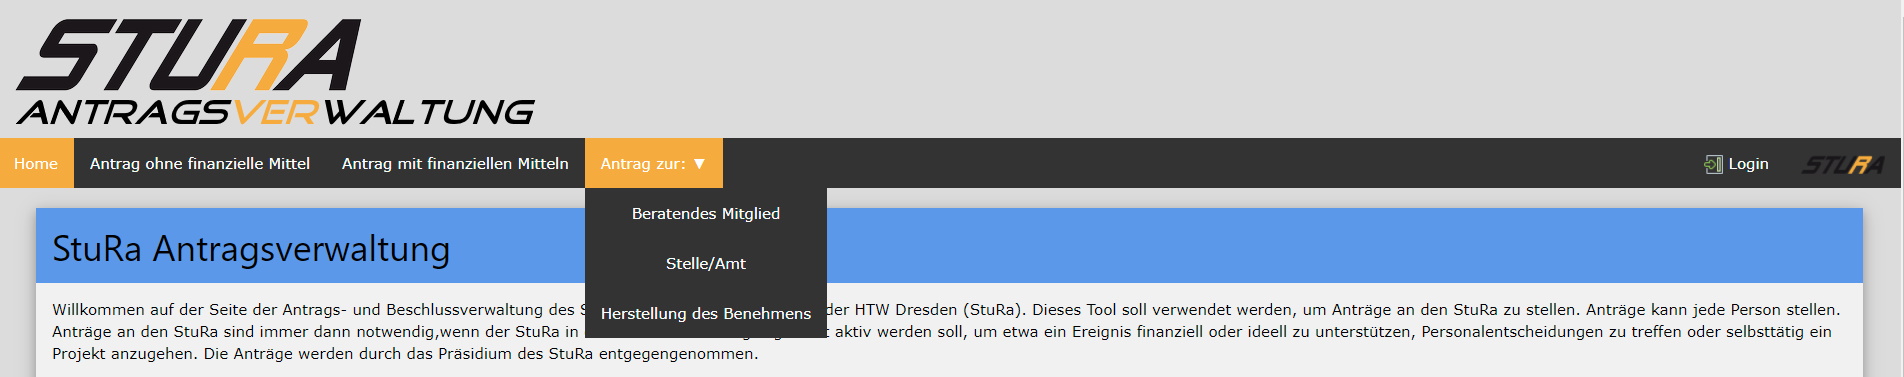 STURA
ANTRAGSVERWALTUNG
Home Antrag ohne finanzielle Mittel Antrag mit finanziellen Mitteln Antrag zur: ▼ Login STURA
Beratendes Mitglied
Stelle/Amt
Herstellung des Benehmens
StuRa Antragsverwaltung
Willkommen auf der Seite der Antrags- und Beschlussverwaltung des der HTW Dresden (StuRa). Dieses Tool soll verwendet werden, um Anträge an den StuRa zu stellen. Anträge kann jede Person stellen.
Anträge an den StuRa sind immer dann notwendig,wenn der StuRa in aktiv werden soll, um etwa ein Ereignis finanziell oder ideell zu unterstützen, Personalentscheidungen zu treffen oder selbsttätig ein
Projekt anzugehen. Die Anträge werden durch das Präsidium des StuRa entgegengenommen.